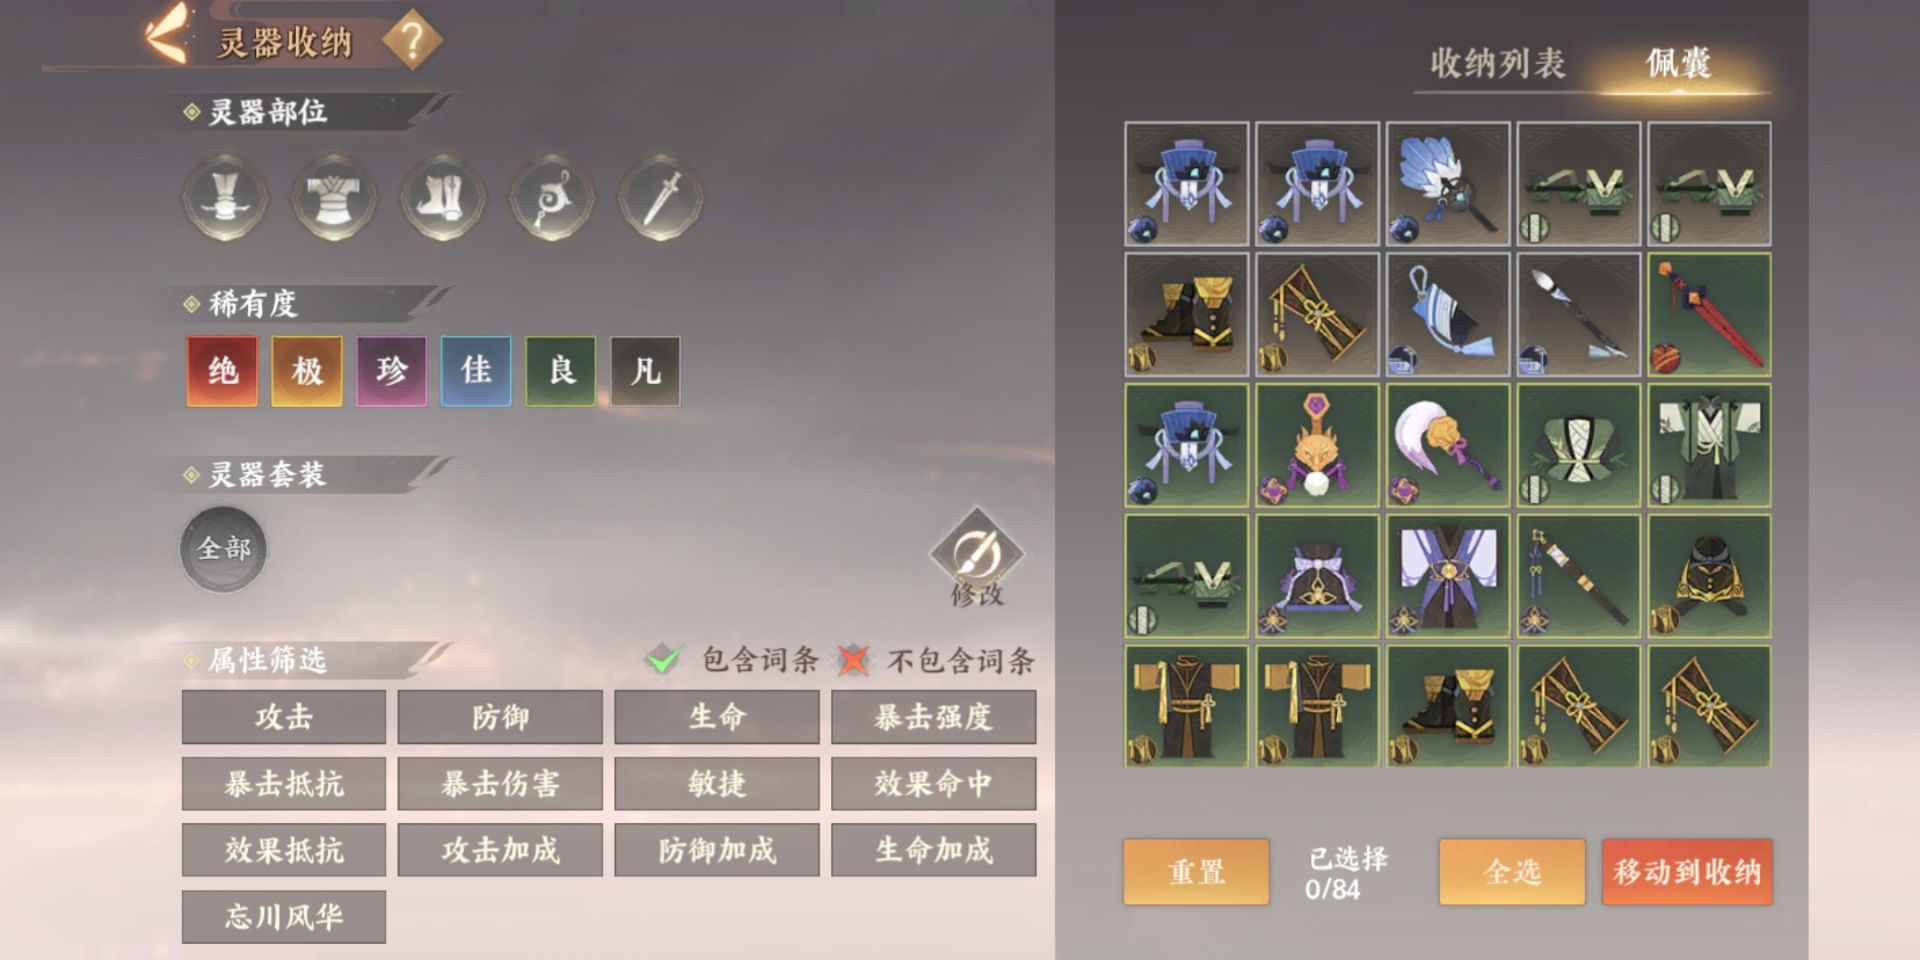 灵器收纳
?
灵器部位
稀有度
绝 极 珍 佳 良 凡
灵器套装
全部
修改
属性筛选 包含词条 不包含词条
攻击 防御 生命 暴击强度
暴击抵抗 暴击伤害 敏捷 效果命中
效果抵抗 攻击加成 防御加成 生命加成
忘川风华
收纳列表 佩囊
重置 已选择 全选 移动到收纳
0/84